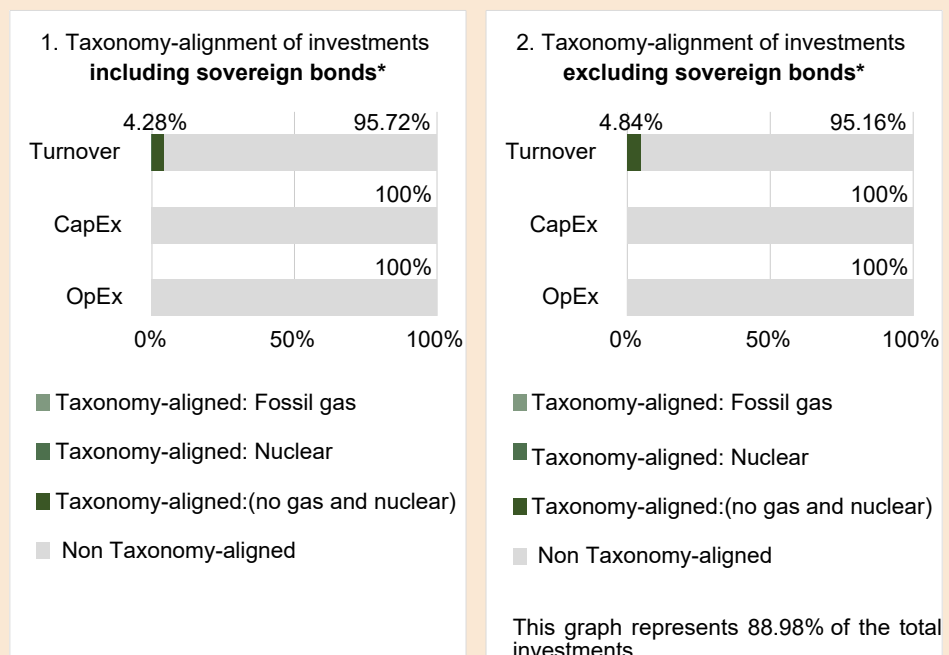 1. Taxonomy-alignment of investments
including sovereign bonds*
4.28% 95.72%
Turnover
100%
CapEx
100%
OpEx
0% 50% 100%
Taxonomy-aligned: Fossil gas
Taxonomy-aligned: Nuclear
Taxonomy-aligned:(no gas and nuclear)
Non Taxonomy-aligned
2. Taxonomy-alignment of investments
excluding sovereign bonds*
4.84% 95.16%
Turnover
100%
CapEx
100%
OpEx
0% 50% 100%
Taxonomy-aligned: Fossil gas
Taxonomy-aligned: Nuclear
Taxonomy-aligned:(no gas and nuclear)
Non Taxonomy-aligned
This graph represents 88.98% of the total
investments